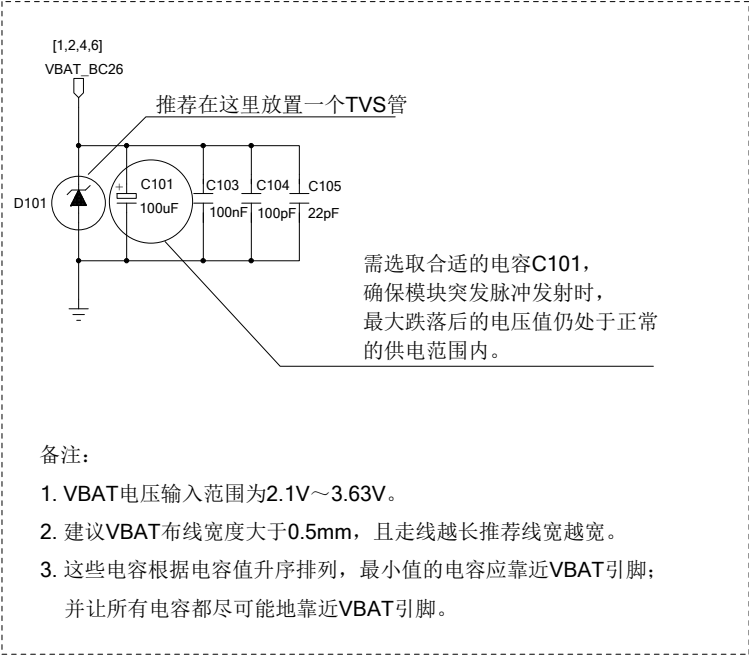 [1,2,4,6]
VBAT_BC26
推荐在这里放置一个TVS管
D101
+
C101
100uF
C103
100nF
C104
100pF
C105
22pF
需选取合适的电容C101，
确保模块突发脉冲发射时，
最大跌落后的电压值仍处于正常
的供电范围内。
备注：
1. VBAT电压输入范围为2.1V～3.63V。
2. 建议VBAT布线宽度大于0.5mm，且走线越长推荐线宽越宽。
3. 这些电容根据电容值升序排列，最小值的电容应靠近VBAT引脚；
并让所有电容都尽可能地靠近VBAT引脚。